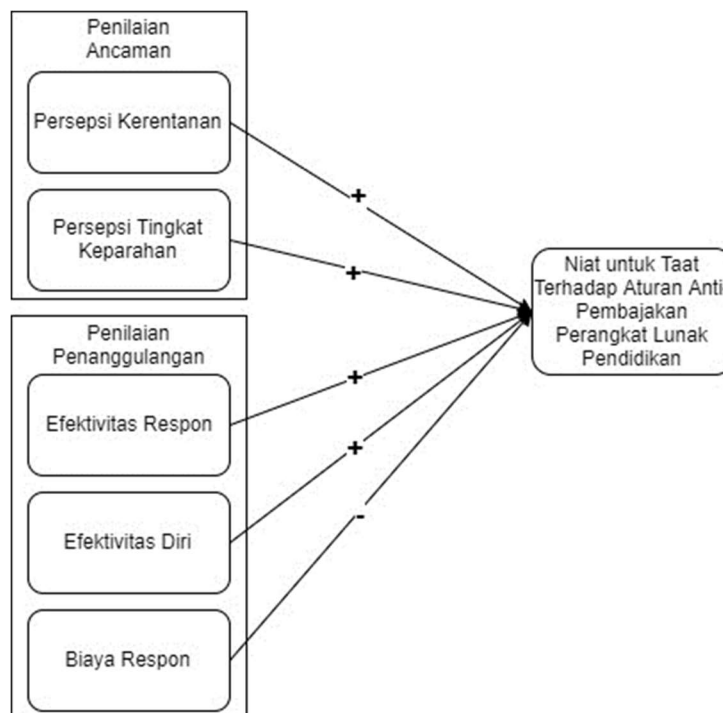 Penilaian
Ancaman
Persepsi Kerentanan
Persepsi Tingkat
Keparahan
Penilaian
Penanggulangan
Efektivitas Respon
Efektivitas Diri
Biaya Respon
+
+
+
+
-
Niat untuk Taat
Terhadap Aturan Anti
Pembajakan
Perangkat Lunak
Pendidikan